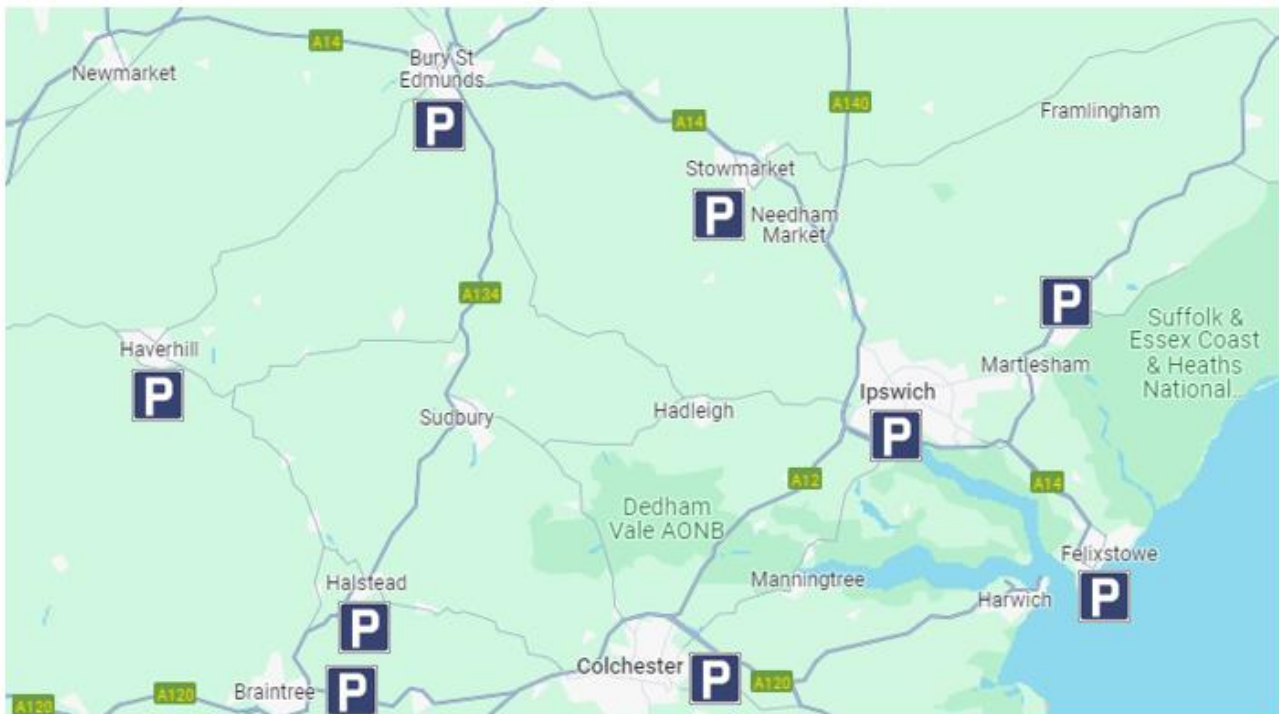 A14
Bury St
Edmunds
Newmarket
P
A14
A140
Framlingham
Stowmarket
P
Needham
Market
A134
P
Suffolk &
Essex Coast
& Heaths
National...
Haverhill
P
Martlesham
Ipswich
P
Sudbury
Hadleigh
A12
A14
Dedham
Vale AONB
Felixstowe
P
Manningtree
Harwich
Halstead
P
Colchester
P
A120
Braintree
P
A120
A120